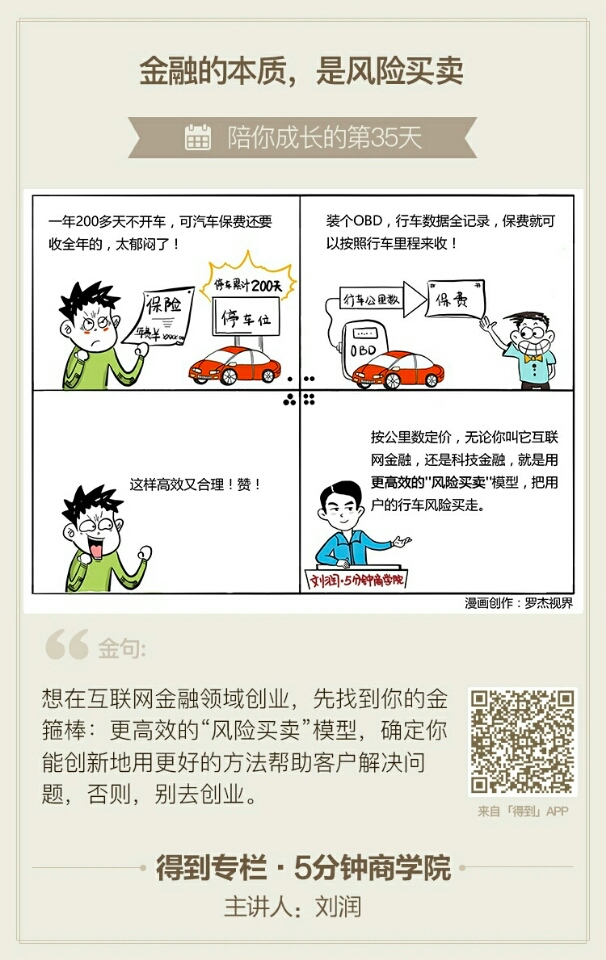 金融的本质，是风险买卖
陪你成长的第35天
一年200多天不开车，可汽车保费还要
收全年的，太郁闷了！
保险
停车累计200天
停车位
装个OBD，行车数据全记录，保费就可
以按照行车里程来收！
行车公里数
保费
OBD
这样高效又合理！赞！
按公里数定价，无论你叫它互联
网金融，还是科技金融，就是用
更高效的"风险买卖"模型，把用
户的行车风险买走。
刘润·5分钟商学院
漫画创作：罗杰视界
金句:
想在互联网金融领域创业，先找到你的金
箍棒：更高效的“风险买卖”模型，确定你
能创新地用更好的方法帮助客户解决问
题，否则，别去创业。
来自「得到」APP
得到专栏·5分钟商学院
主讲人：刘润